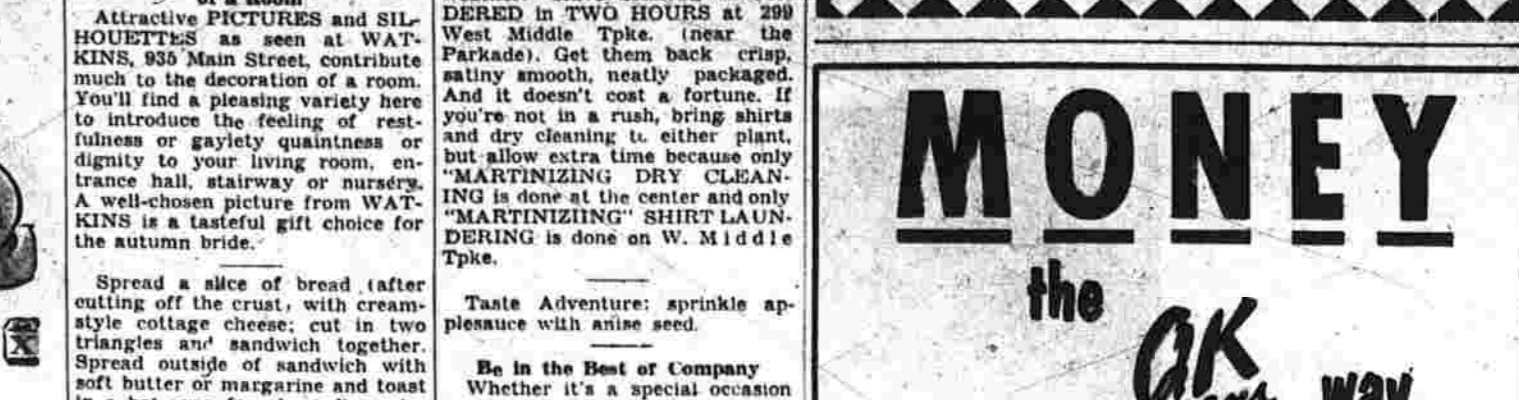 of a Room
Attractive PICTURES and SIL-
HOUETTES as seen at WAT-
KINS, 935 Main Street, contribute
much to the decoration of a room.
You'll find a pleasing variety here
to introduce the feeling of rest-
fulness or gayiety quaintness or
dignity to your living room, en-
trance hall, stairway or nursery.
A well-chosen picture from WAT-
KINS is a tasteful gift choice for
the autumn bride.
Spread a slice of bread (after
cutting off the crust, with cream-
style cottage cheese; cut in two
triangles and sandwich together.
Spread outside of sandwich with
soft butter or margarine and toast
DERED in TWO HOURS at 299
West Middle Tpke. (near the
Parkade). Get them back crisp,
satiny smooth, neatly packaged.
And it doesn't cost a fortune. If
you're not in a rush, bring shirts
and dry cleaning to either plant,
but allow extra time because only
"MARTINIZING DRY CLEAN-
ING is done at the center and only
"MARTINIZIING" SHIRT LAUN-
DERING is done on W. Middle
Tpke.
Taste Adventure: sprinkle ap-
plesauce with anise seed.
Be in the Best of Company
Whether it's a special occasion
MONEY
the
OK
way
X